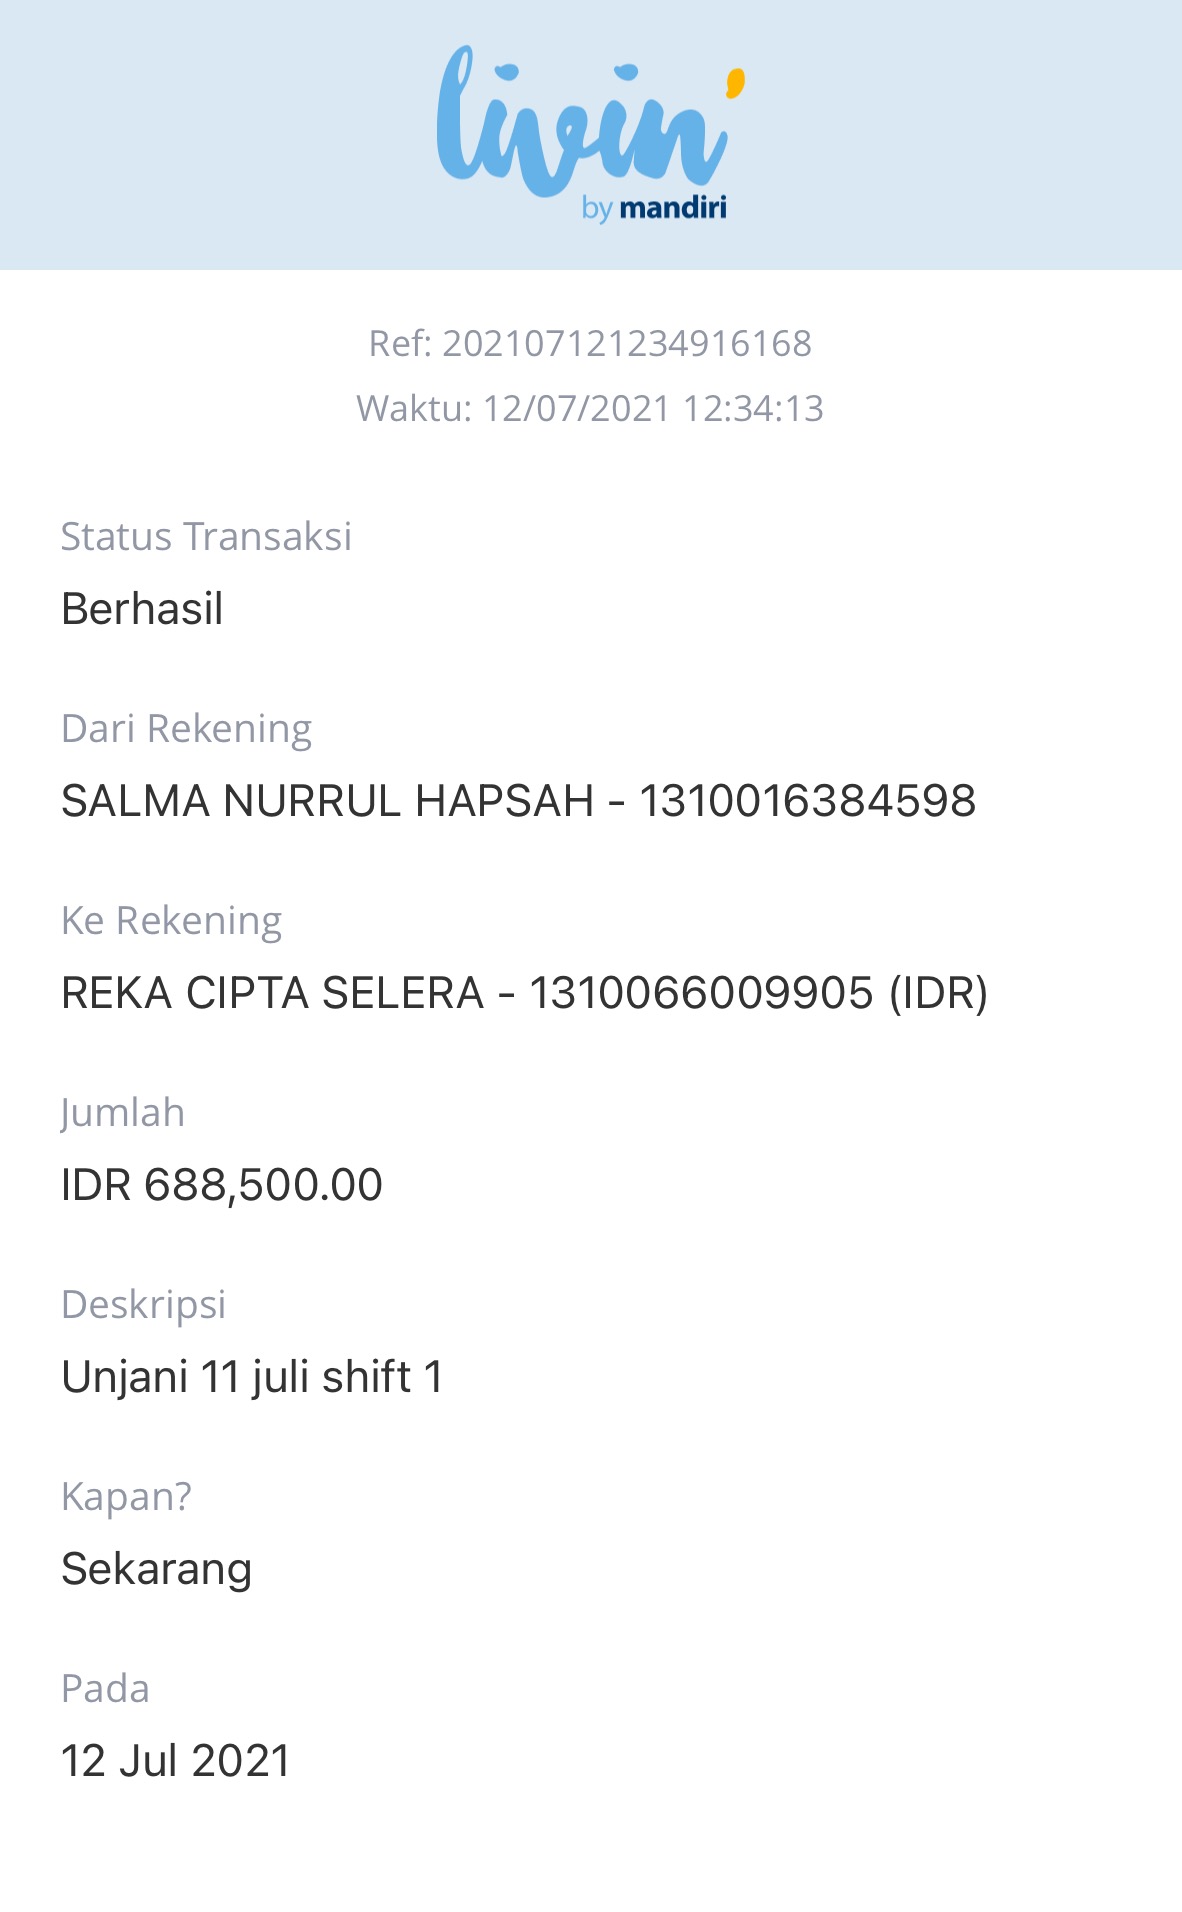 livin'
by mandiri
Ref: 202107121234916168
Waktu: 12/07/2021 12:34:13
Status Transaksi
Berhasil
Dari Rekening
SALMA NURRUL HAPSAH - 1310016384598
Ke Rekening
REKA CIPTA SELERA - 1310066009905 (IDR)
Jumlah
IDR 688,500.00
Deskripsi
Unjani 11 juli shift 1
Kapan?
Sekarang
Pada
12 Jul 2021